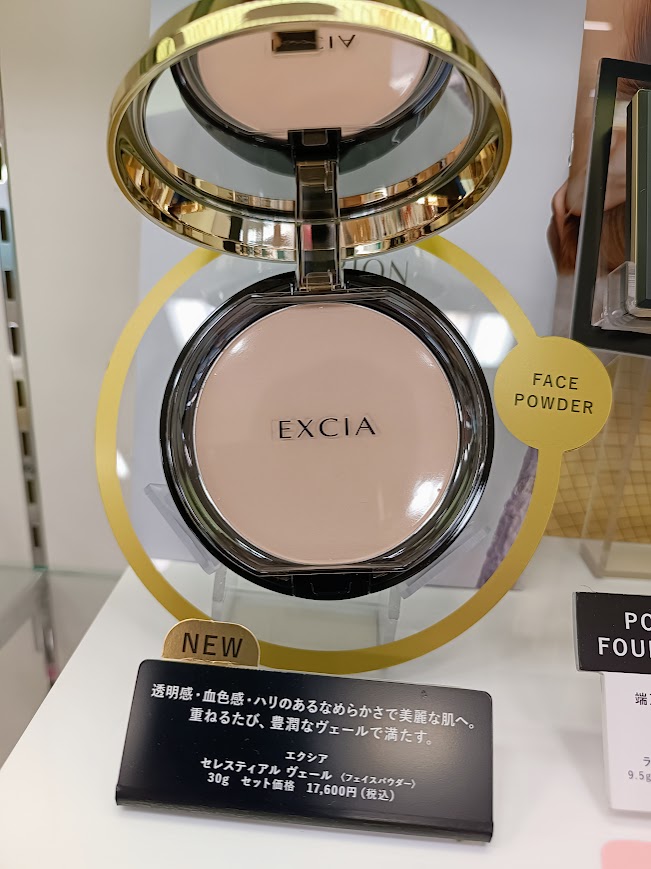 EXCIA
FACE
POWDER
NEW
透明感・血色感・ハリのあるなめらかさで美麗な肌へ。
重ねるたび、豊潤なヴェールで満たす。
エクシア
セレスティアル ヴェール 〈フェイスパウダー〉
30g セット価格 17,600円(税込)
PO
FOU
端
ラ
9.5g